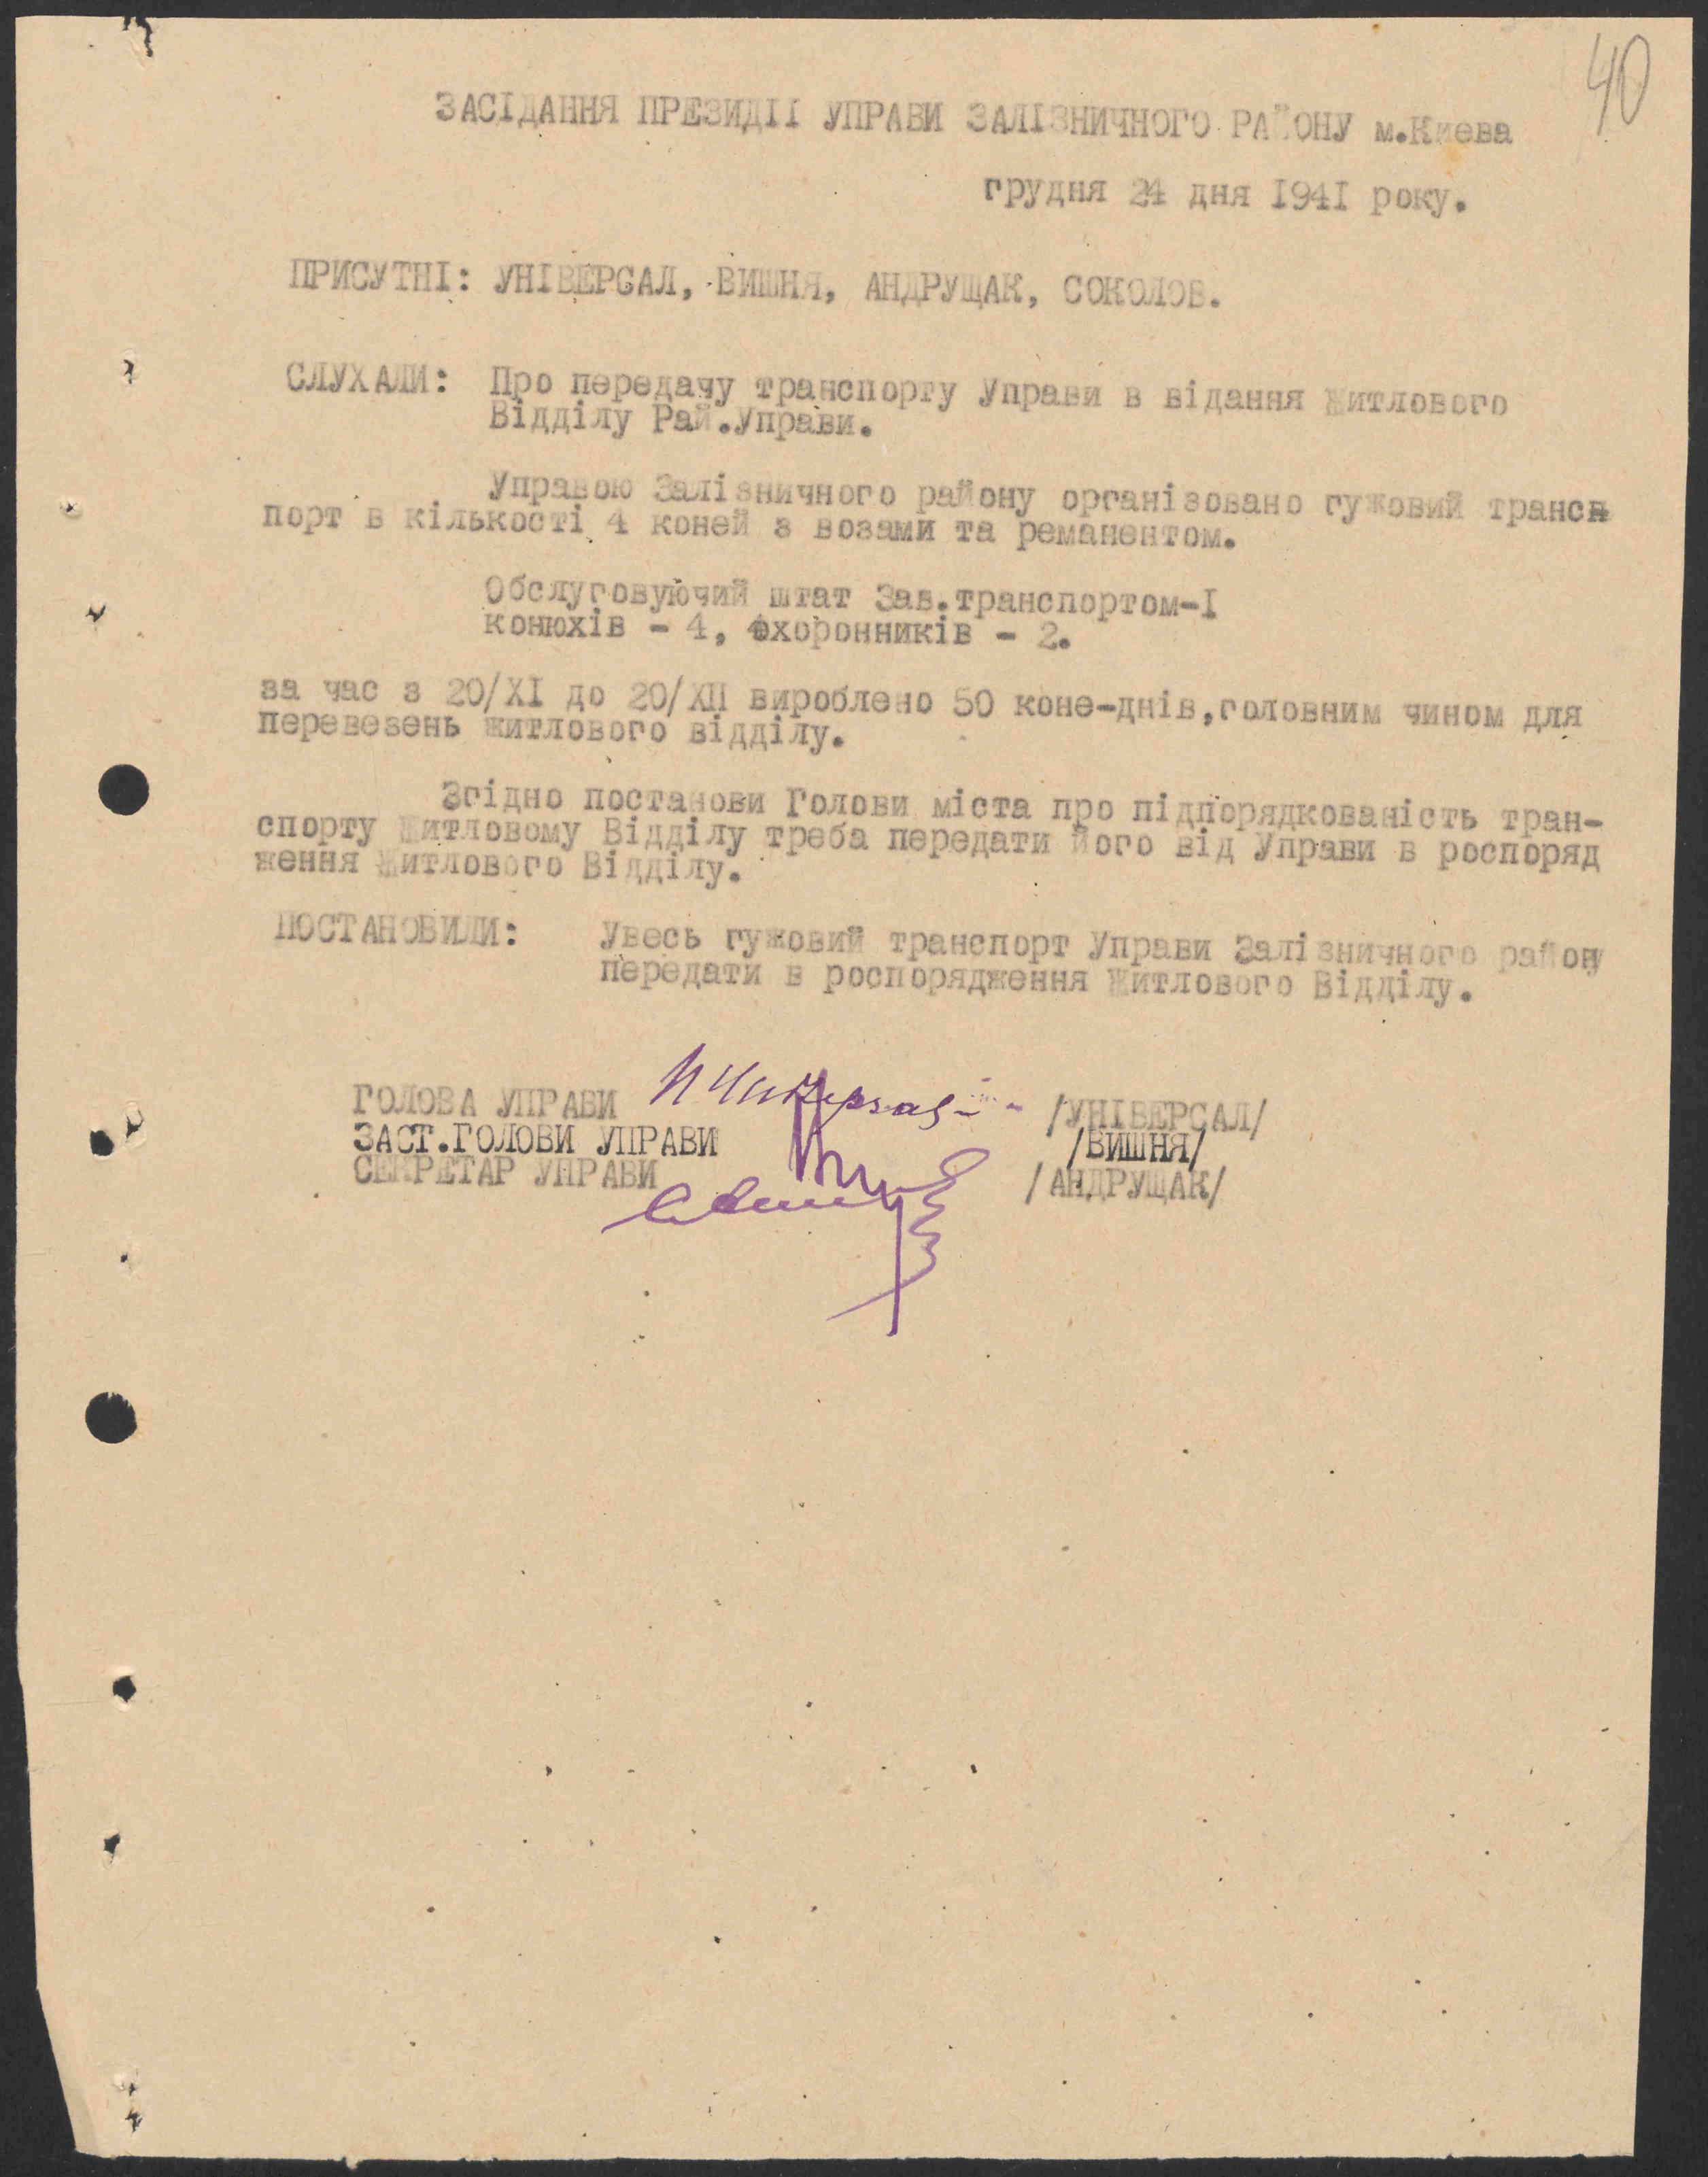 40
ЗАСІДАННЯ ПРЕЗИДІІ УПРАВИ ЗАЛІЗНИЧНОГО РАЙОНУ м.Києва
грудня 24 дня І94І року.
ПРИСУТНІ: УНІВЕРСАЛ, ВИШНЯ, АНДРУЩАК, СОКОЛОВ.
СЛУХАЛИ: Про передачу транспорту Управи в відання Житлового
Відділу Рай.Управи.
Управою Залізничного району організовано гужовий транс
порт в кількості 4 коней з возами та реманентом.
Обслуговуючий штат Зав.транспортом-І
конюхів - 4, охоронників - 2.
за час з 20/ХІ до 20/ХІІ вироблено 50 коне-днів,головним чином для
перевезень житлового відділу.
Згідно постанови Голови міста про підпорядкованість тран-
спорту Житловому Відділу треба передати його від Управи в роспоряд
ження Житлового Відділу.
ПОСТАНОВИЛИ: Увесь гужовий транспорт Управи Залізничного району
передати в роспорядження Житлового Відділу.
ГОЛОВА УПРАВИ /УНІВЕРСАЛ/
ЗАСТ.ГОЛОВИ УПРАВИ /ВИШНЯ/
СЕКРЕТАР УПРАВИ /АНДРУЩАК/